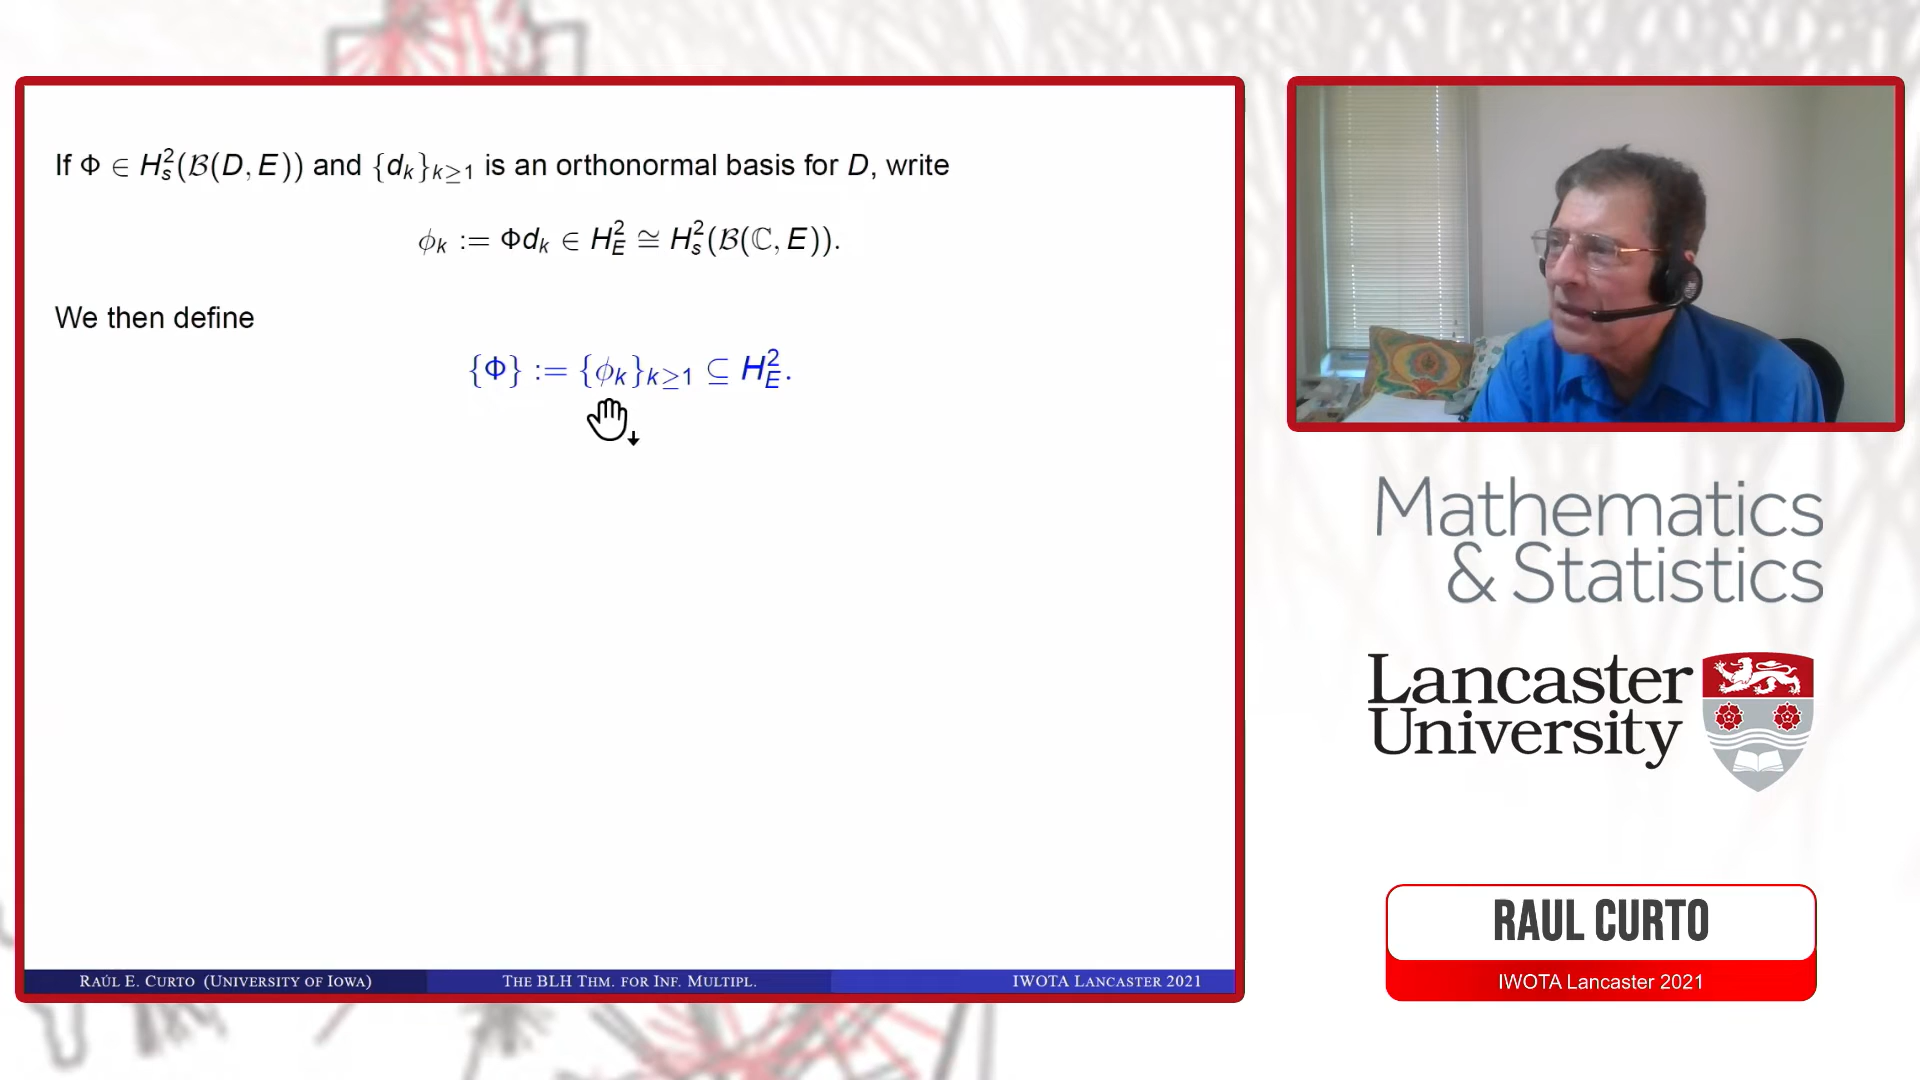 If Φ ∈ H²ₛ(𝓑(D, E)) and {dₖ}ₖ≥₁ is an orthonormal basis for D, write
ϕₖ := Φdₖ ∈ H²_E ≅ H²ₛ(𝓑(ℂ, E)).
We then define
{Φ} := {ϕₖ}ₖ≥₁ ⊆ H²_E.
RAÚL E. CURTO (UNIVERSITY OF IOWA)
THE BLH THM. FOR INF. MULTIPL.
IWOTA LANCASTER 2021
Mathematics
& Statistics
Lancaster
University
RAUL CURTO
IWOTA Lancaster 2021